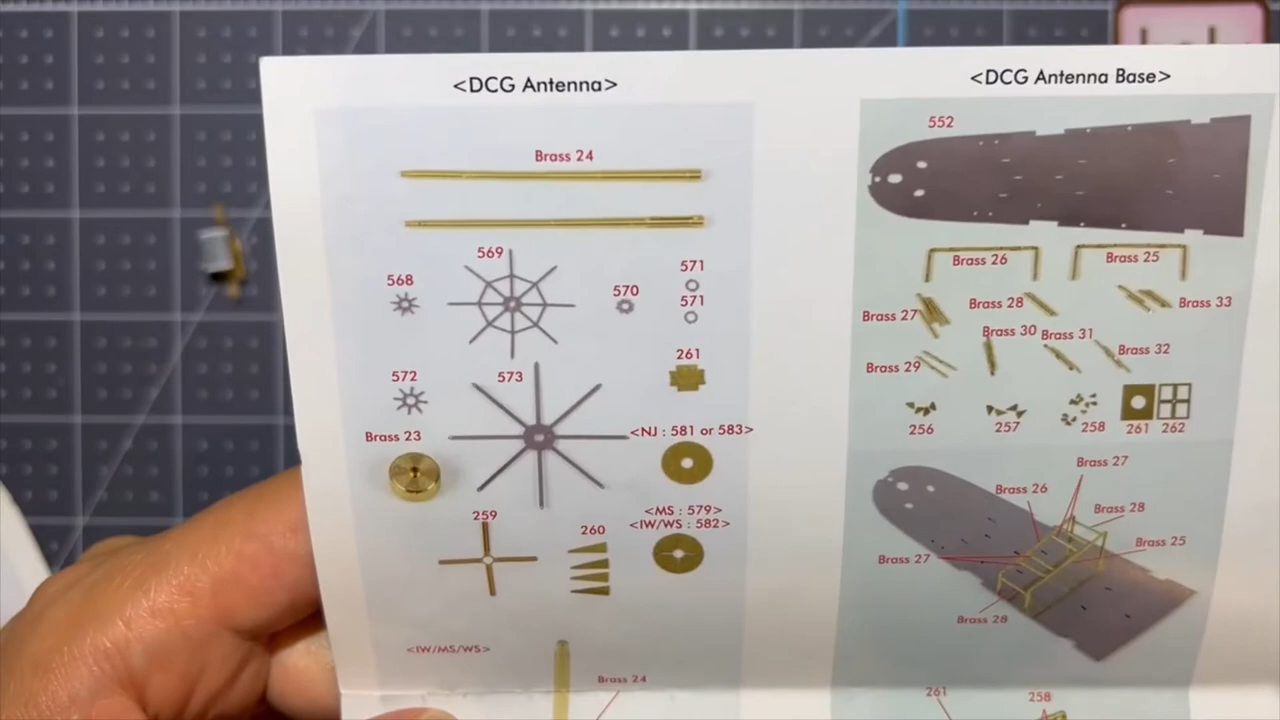 <DCG Antenna>
Brass 24
569
568
570
571
571
261
572
573
Brass 23
<NJ : 581 or 583>
259
260
<MS : 579>
<IW/WS : 582>
<IW/MS/WS>
Brass 24
<DCG Antenna Base>
552
Brass 26
Brass 25
Brass 27
Brass 28
Brass 33
Brass 30
Brass 31
Brass 32
Brass 29
256
257
258
261
262
Brass 27
Brass 26
Brass 28
Brass 25
Brass 27
Brass 28
261
258